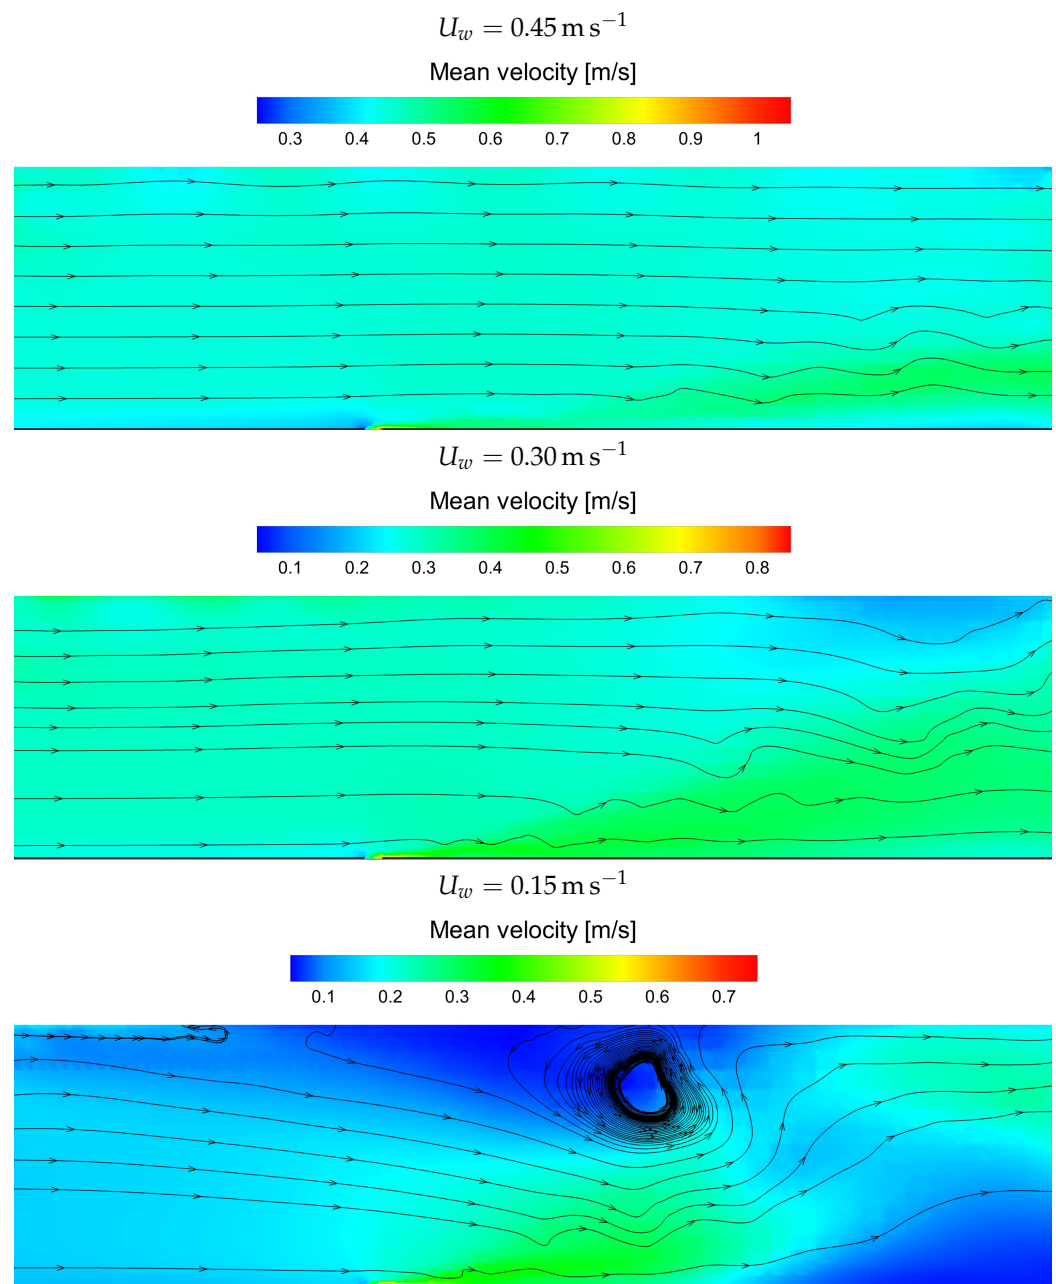 U_w = 0.45 m s⁻¹
Mean velocity [m/s]
0.3 0.4 0.5 0.6 0.7 0.8 0.9 1
U_w = 0.30 m s⁻¹
Mean velocity [m/s]
0.1 0.2 0.3 0.4 0.5 0.6 0.7 0.8
U_w = 0.15 m s⁻¹
Mean velocity [m/s]
0.1 0.2 0.3 0.4 0.5 0.6 0.7